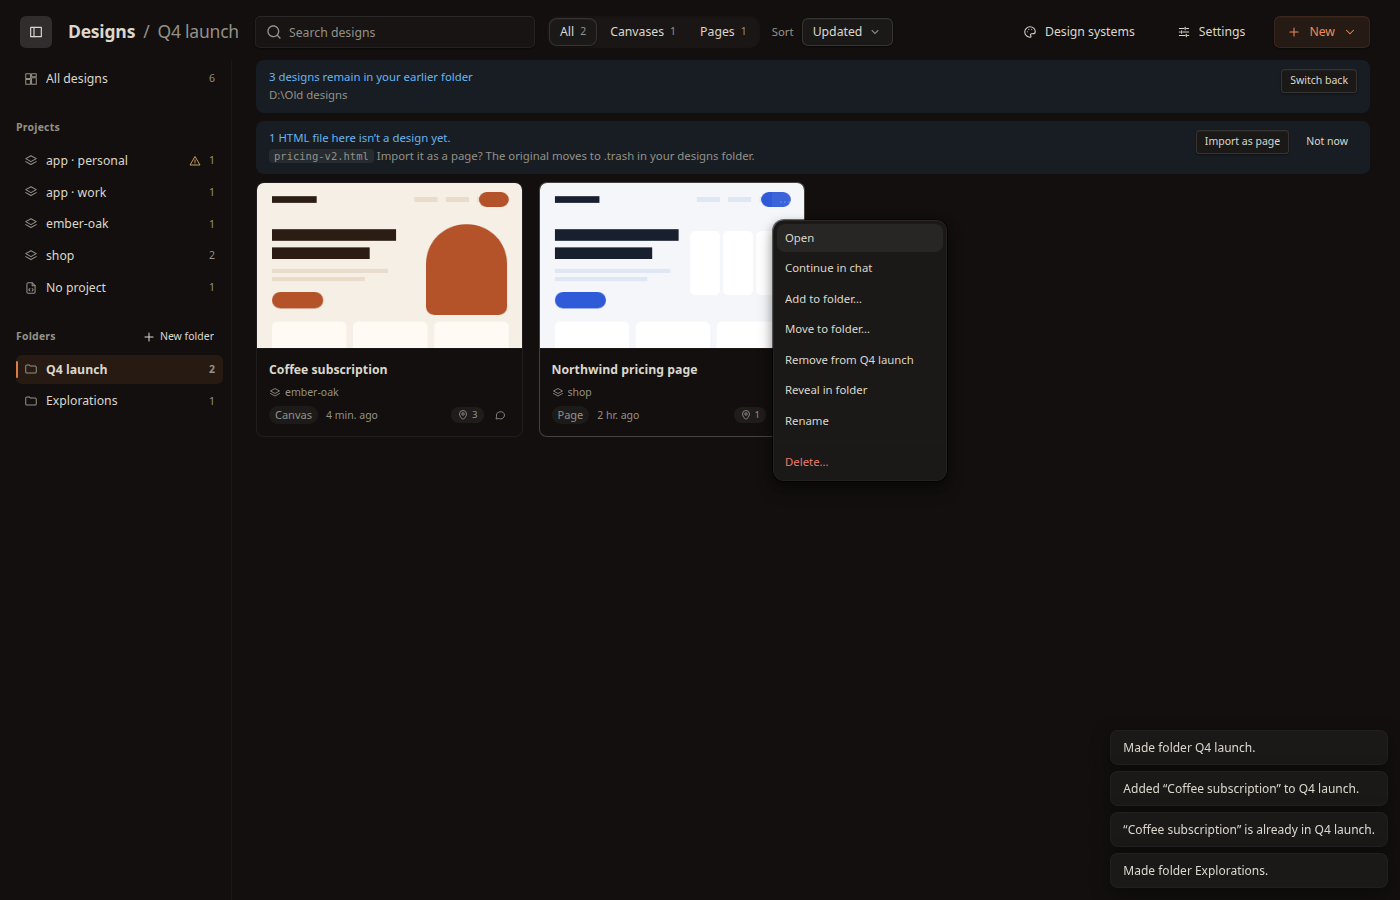 Designs / Q4 launch
Search designs
All 2
Canvases 1
Pages 1
Sort
Updated
Design systems
Settings
New
All designs 6
Projects
app · personal 1
app · work 1
ember-oak 1
shop 2
No project 1
Folders
New folder
Q4 launch 2
Explorations 1
3 designs remain in your earlier folder
D:\Old designs
Switch back
1 HTML file here isn't a design yet.
pricing-v2.html Import it as a page? The original moves to .trash in your designs folder.
Import as page
Not now
Coffee subscription
ember-oak
Canvas 4 min. ago 3
Northwind pricing page
shop
Page 2 hr. ago 1
Open
Continue in chat
Add to folder...
Move to folder...
Remove from Q4 launch
Reveal in folder
Rename
Delete...
Made folder Q4 launch.
Added “Coffee subscription” to Q4 launch.
“Coffee subscription” is already in Q4 launch.
Made folder Explorations.